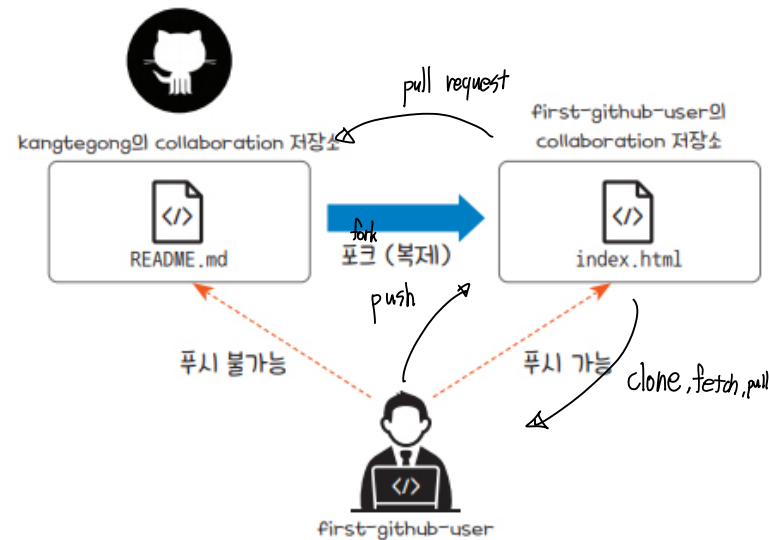 pull request
first-github-user의
collaboration 저장소
kangtegong의 collaboration 저장소
</>
README.md
fork
포크 (복제)
</>
index.html
push
푸시 불가능
푸시 가능
clone, fetch, pull
</>
first-github-user